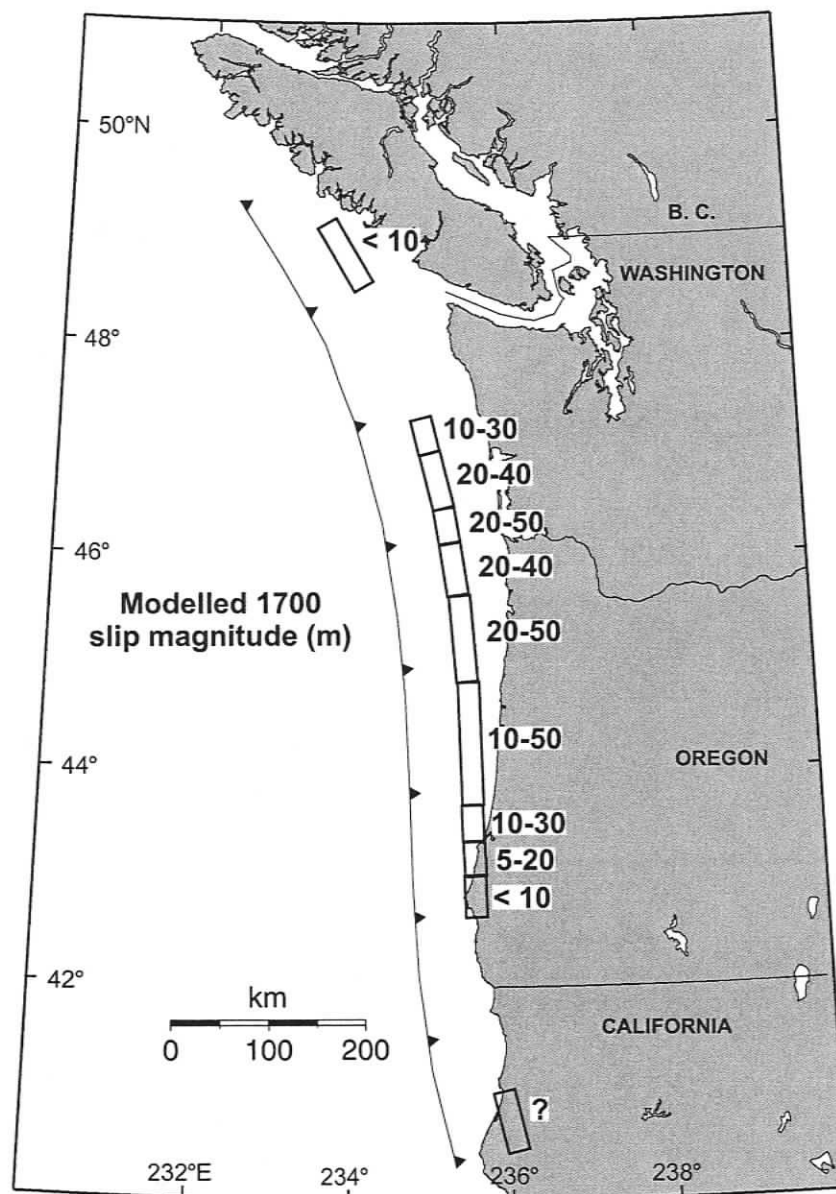 50°N
B. C.
< 10
WASHINGTON
48°
10-30
20-40
20-50
46°
20-40
Modelled 1700
slip magnitude (m)
20-50
10-50
44°
OREGON
10-30
5-20
< 10
42°
km
0 100 200
CALIFORNIA
?
232°E 234° 236° 238°